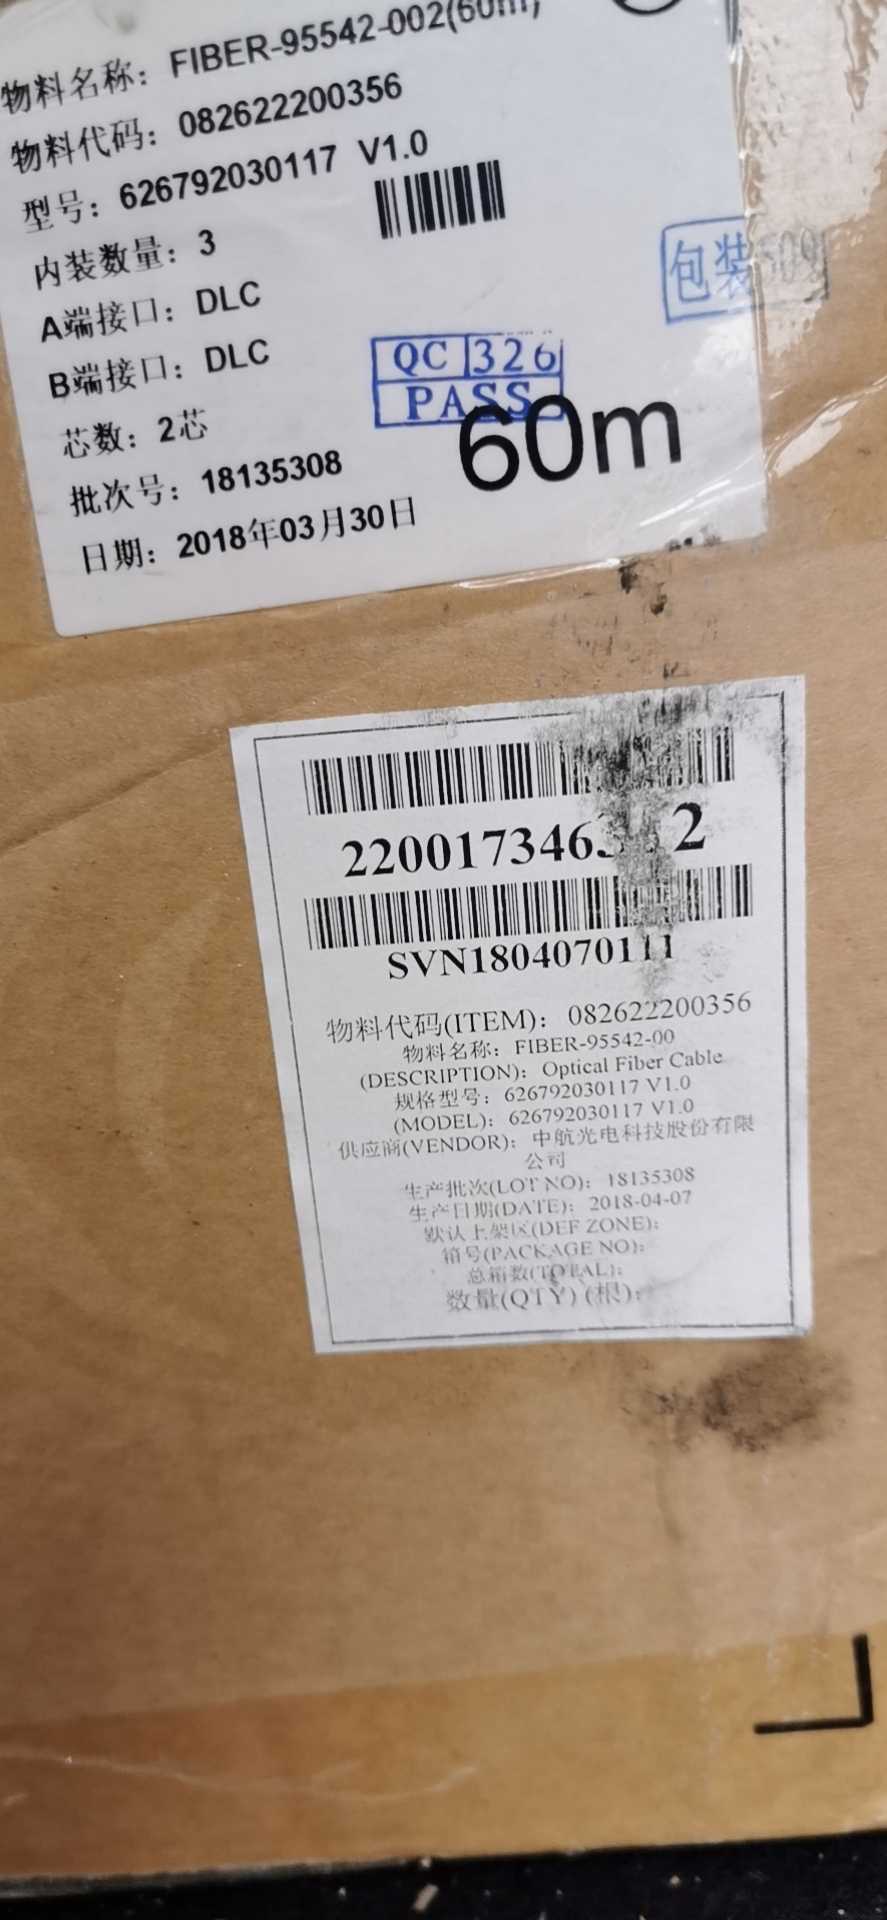 物料名称：FIBER-95542-002(60m)
物料代码：082622200356
型号：626792030117 V1.0
内装数量：3
A端接口：DLC
B端接口：DLC
芯数：2芯
批次号：18135308
日期：2018年03月30日
包装
QC 326
PASS
60m
SVN1804070111
物料代码(ITEM)：082622200356
物料名称：FIBER-95542-00
(DESCRIPTION)：Optical Fiber Cable
规格型号：626792030117 V1.0
(MODEL)：626792030117 V1.0
供应商(VENDOR)：中航光电科技股份有限
公司
生产批次(LOT NO)：18135308
生产日期(DATE)：2018-04-07
默认上架区(DEF ZONE)：
箱号(PACKAGE NO)：
总箱数(TOTAL)：
数量(QTY) (根)：